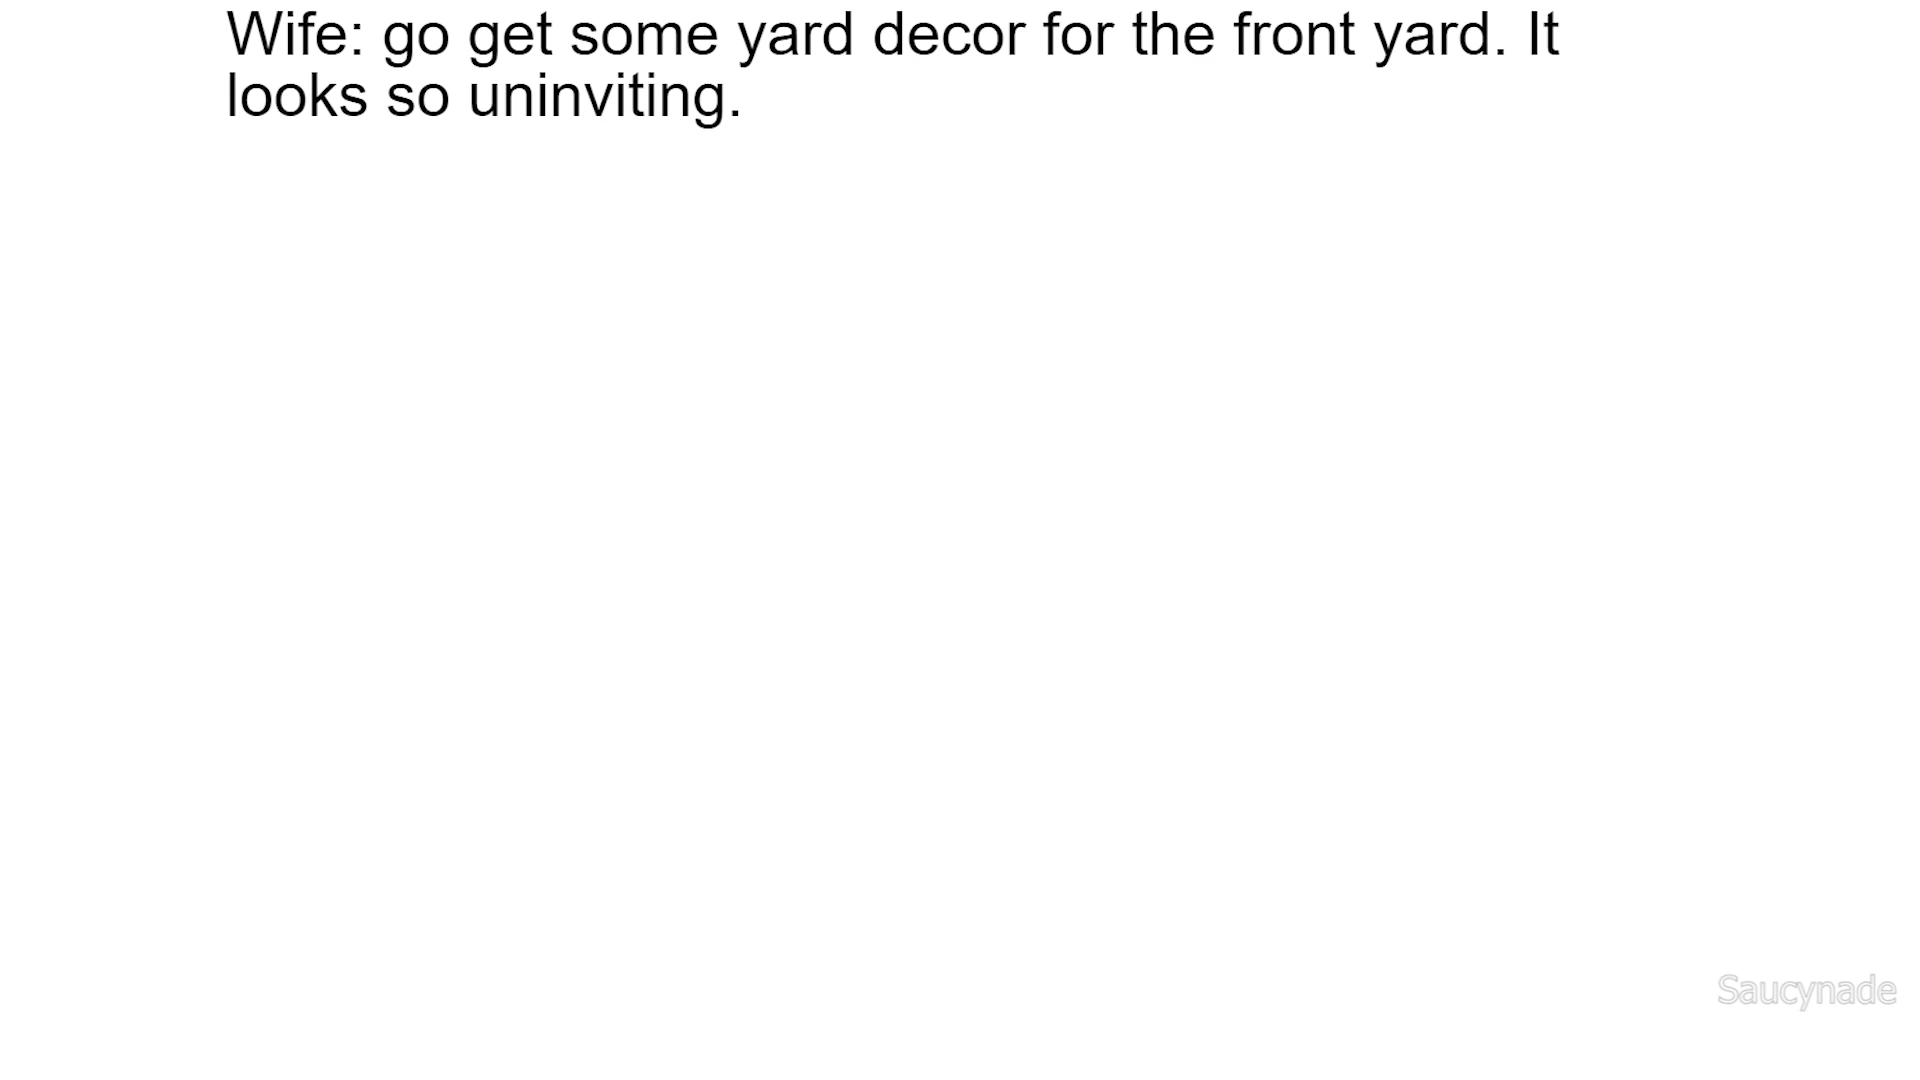 Wife: go get some yard decor for the front yard. It
looks so uninviting.
Saucynade